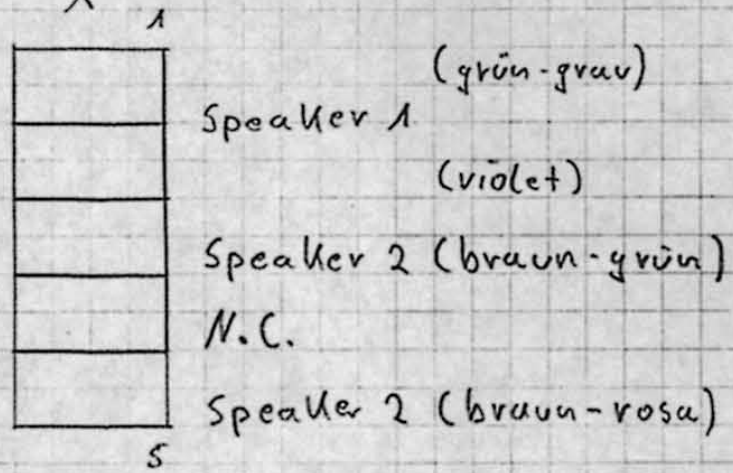 1
(grün-grau)
Speaker 1
(violet)
Speaker 2 (braun-grün)
N.C.
Speaker 2 (braun-rosa)
5